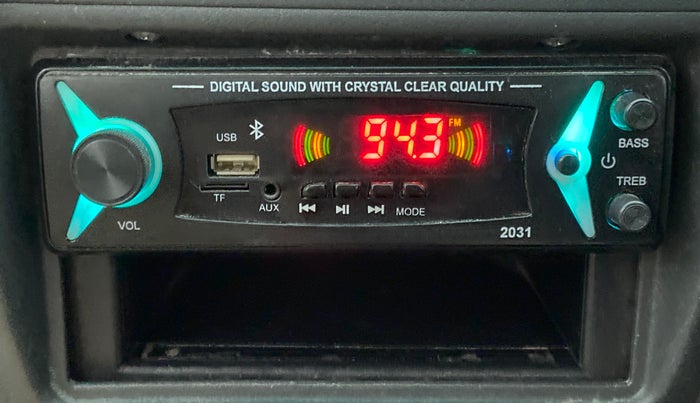 DIGITAL SOUND WITH CRYSTAL CLEAR QUALITY
USB
94.3 FM
BASS
TF
AUX
MODE
TREB
VOL
2031